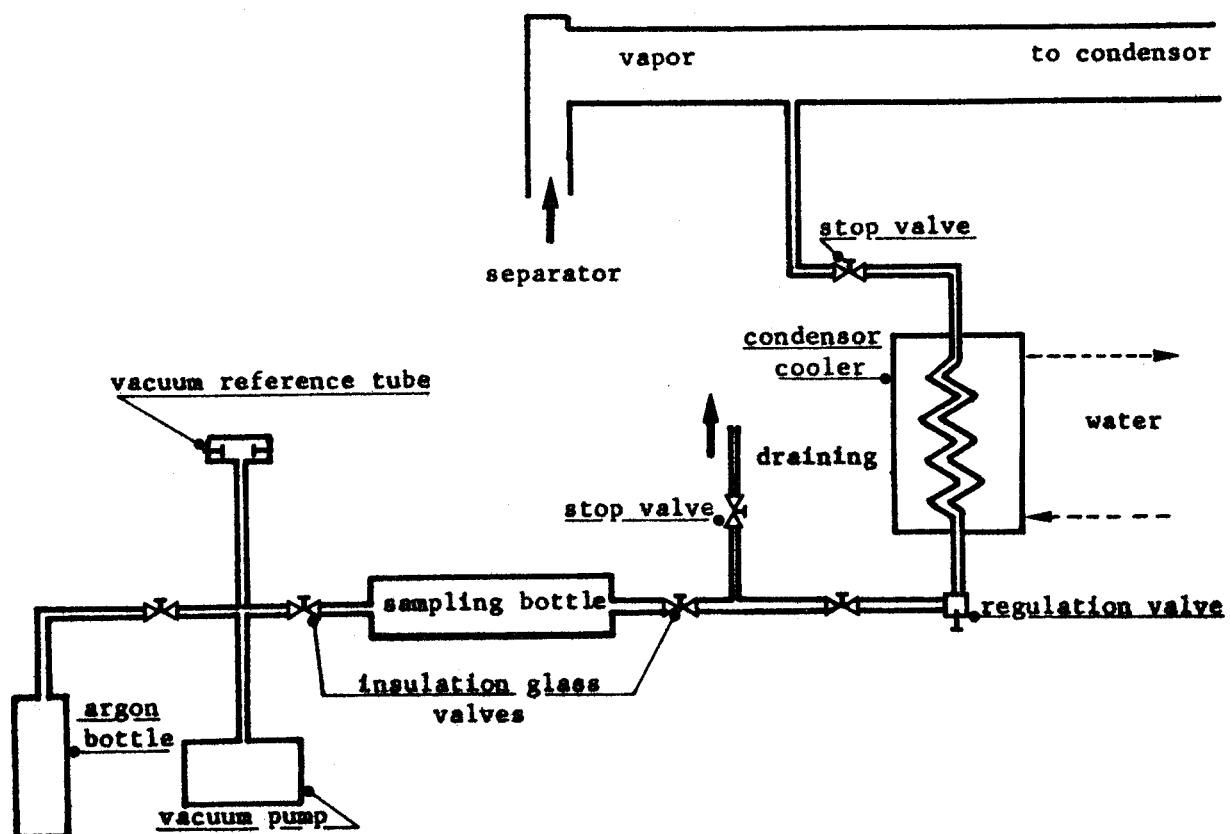 vapor
to condensor
stop valve
separator
condensor
cooler
vacuum reference tube
water
draining
stop valve
sampling bottle
regulation valve
insulation glass
valves
argon
bottle
vacuum pump